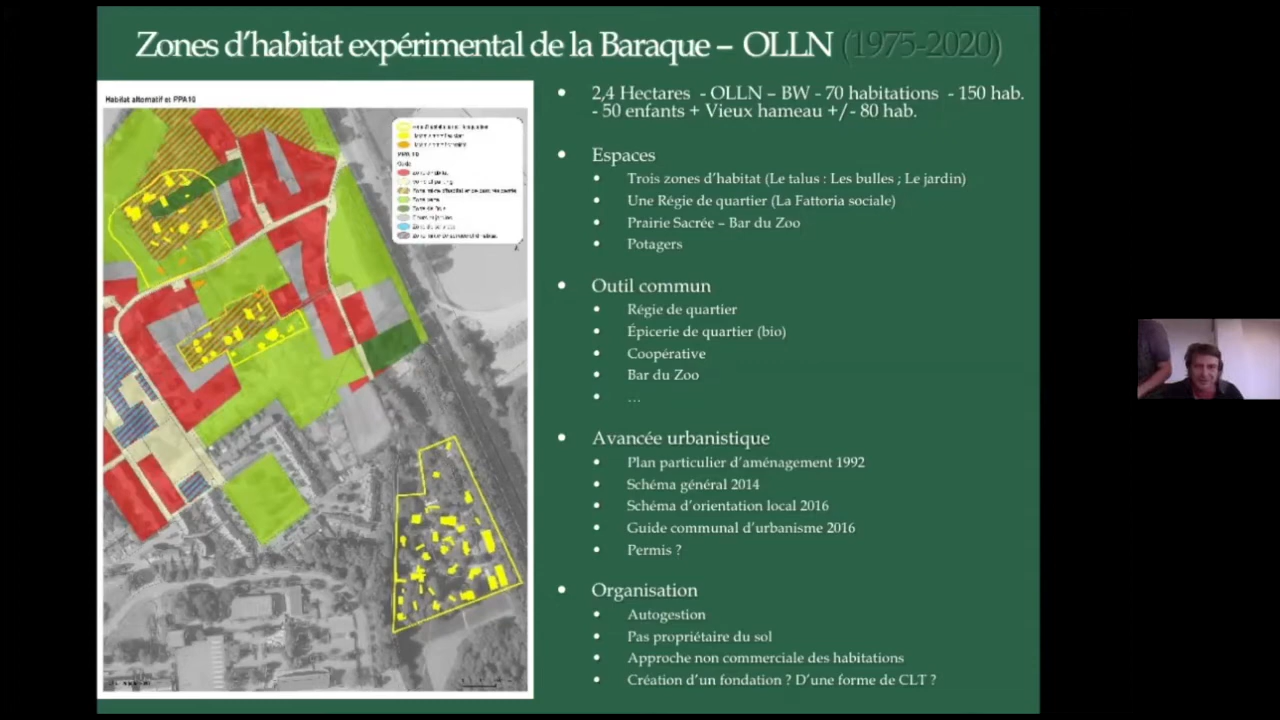 Zones d'habitat expérimental de la Baraque – OLLN (1975-2020)
Habitat alternatif et PPA10
• 2,4 Hectares - OLLN – BW - 70 habitations - 150 hab.
- 50 enfants + Vieux hameau +/- 80 hab.
• Espaces
• Trois zones d'habitat (Le talus : Les bulles ; Le jardin)
• Une Régie de quartier (La Fattoria sociale)
• Prairie Sacrée – Bar du Zoo
• Potagers
• Outil commun
• Régie de quartier
• Épicerie de quartier (bio)
• Coopérative
• Bar du Zoo
• …
• Avancée urbanistique
• Plan particulier d'aménagement 1992
• Schéma général 2014
• Schéma d'orientation local 2016
• Guide communal d'urbanisme 2016
• Permis ?
• Organisation
• Autogestion
• Pas propriétaire du sol
• Approche non commerciale des habitations
• Création d'un fondation ? D'une forme de CLT ?